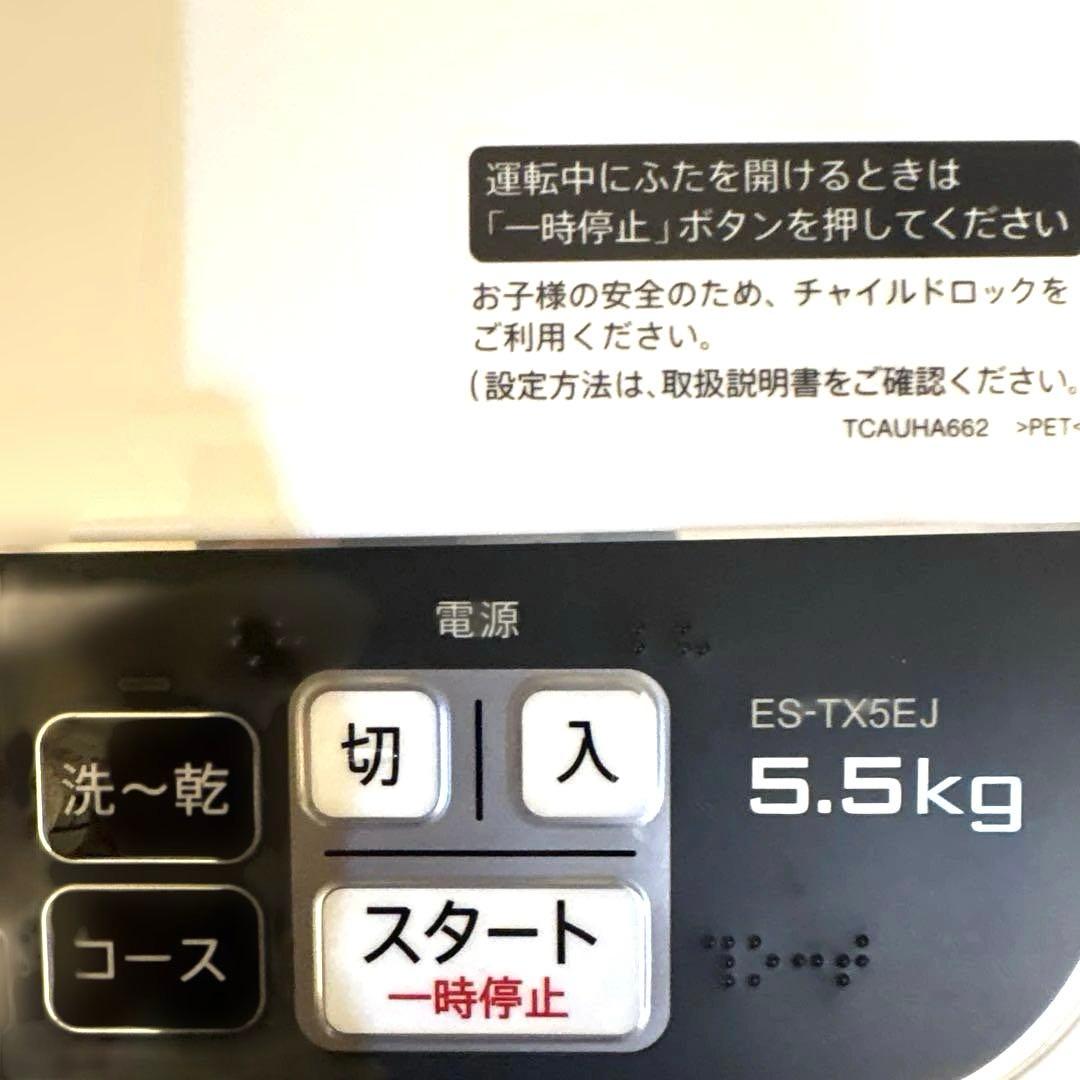 運転中にふたを開けるときは
「一時停止」ボタンを押してください
お子様の安全のため、チャイルドロックを
ご利用ください。
(設定方法は、取扱説明書をご確認ください。
TCAUHA662 >PET<
電源
切 入
ES-TX5EJ
洗〜乾
5.5kg
スタート
コース
一時停止